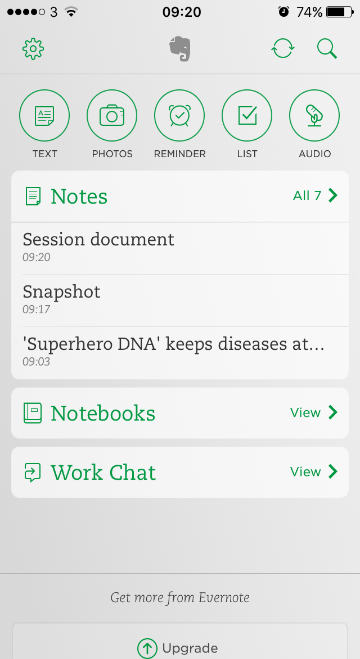 3 09:20 74%
TEXT PHOTOS REMINDER LIST AUDIO
Notes All 7
Session document
09:20
Snapshot
09:17
'Superhero DNA' keeps diseases at...
09:03
Notebooks View
Work Chat View
Get more from Evernote
Upgrade